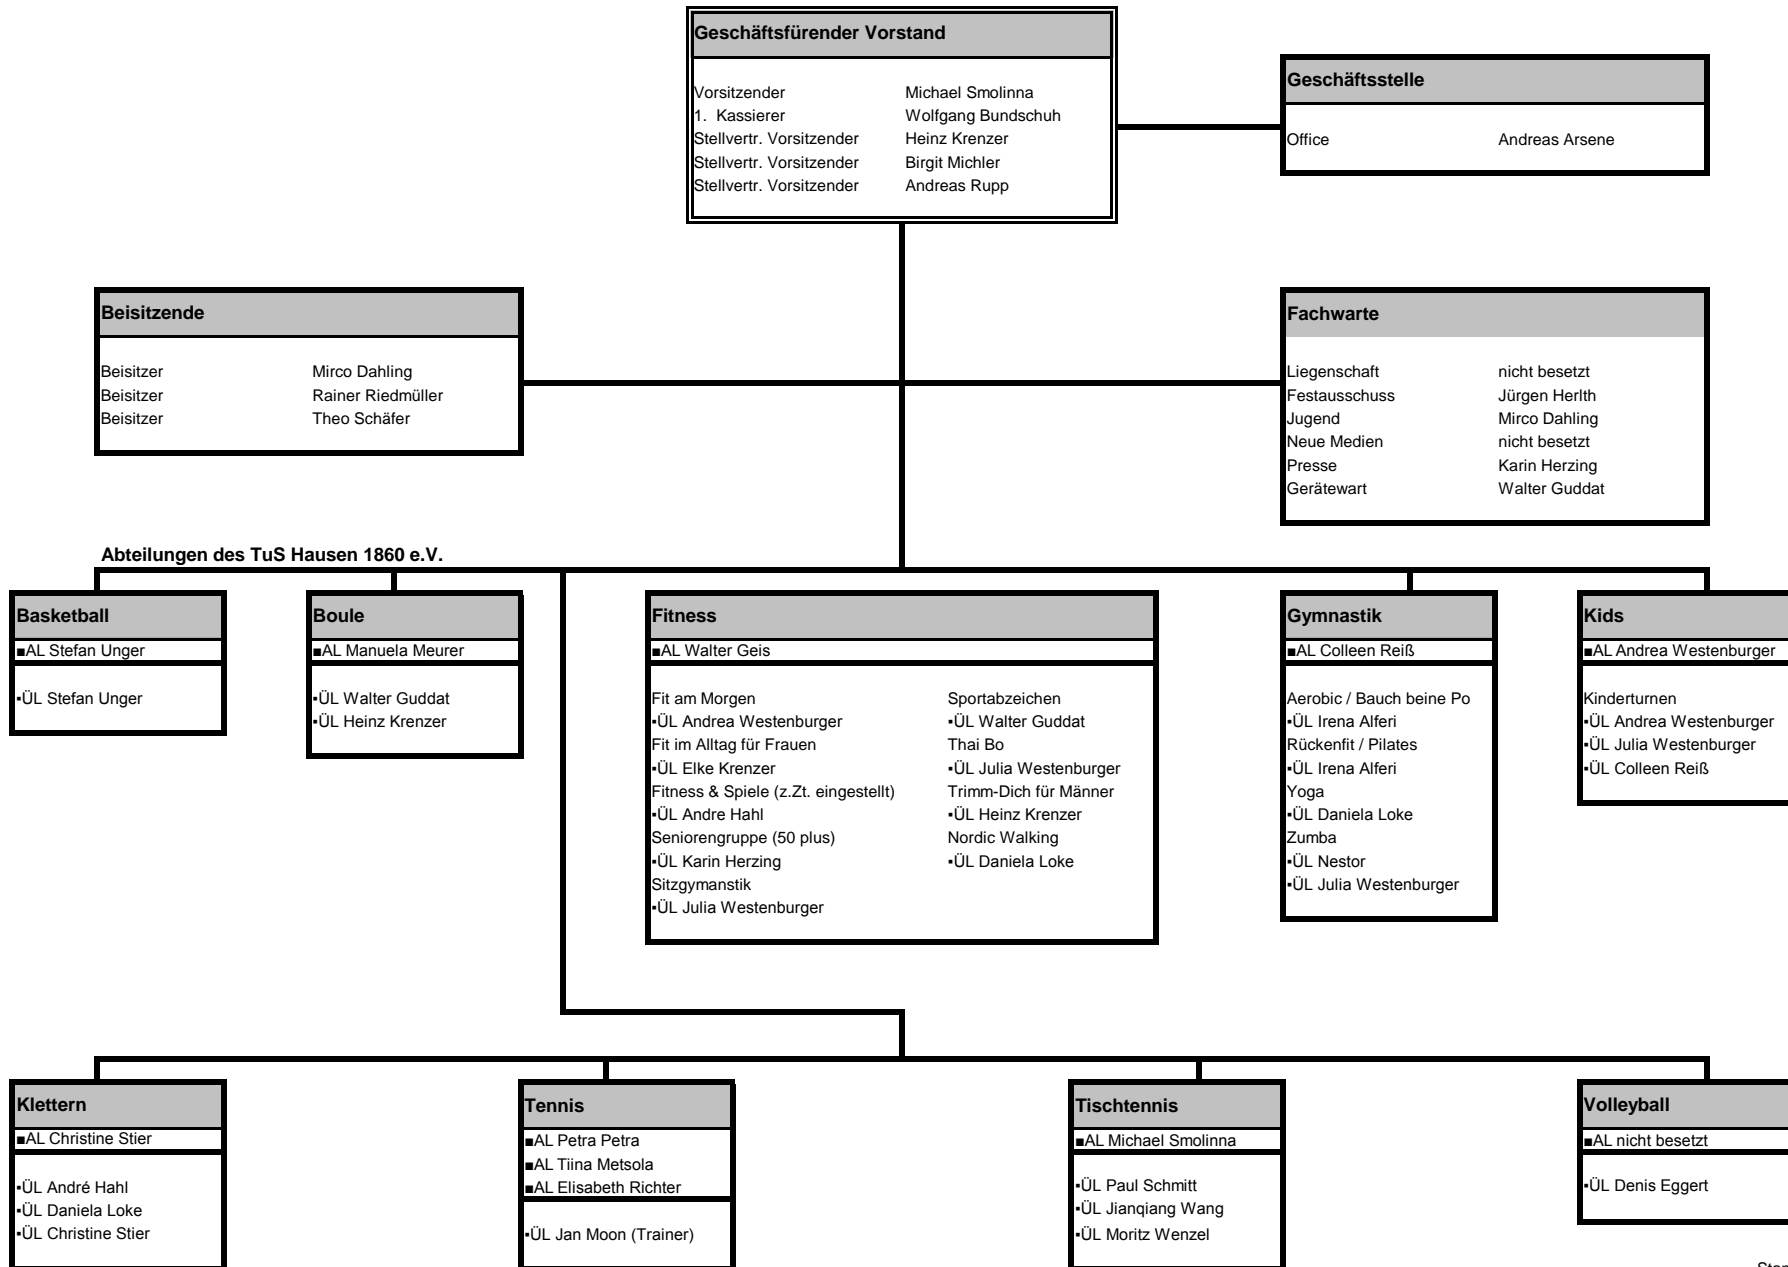 Geschäftsfürender Vorstand
Vorsitzender Michael Smolinna
1. Kassierer Wolfgang Bundschuh
Stellvertr. Vorsitzender Heinz Krenzer
Stellvertr. Vorsitzender Birgit Michler
Stellvertr. Vorsitzender Andreas Rupp
Geschäftsstelle
Office Andreas Arsene
Beisitzende
Beisitzer Mirco Dahling
Beisitzer Rainer Riedmüller
Beisitzer Theo Schäfer
Fachwarte
Liegenschaft nicht besetzt
Festausschuss Jürgen Herlth
Jugend Mirco Dahling
Neue Medien nicht besetzt
Presse Karin Herzing
Gerätewart Walter Guddat
Abteilungen des TuS Hausen 1860 e.V.
Basketball
■AL Stefan Unger
▪ÜL Stefan Unger
Boule
■AL Manuela Meurer
▪ÜL Walter Guddat
▪ÜL Heinz Krenzer
Fitness
■AL Walter Geis
Fit am Morgen
▪ÜL Andrea Westenburger
Fit im Alltag für Frauen
▪ÜL Elke Krenzer
Fitness & Spiele (z.Zt. eingestellt)
▪ÜL Andre Hahl
Seniorengruppe (50 plus)
▪ÜL Karin Herzing
Sitzgymanstik
▪ÜL Julia Westenburger
Sportabzeichen
▪ÜL Walter Guddat
Thai Bo
▪ÜL Julia Westenburger
Trimm-Dich für Männer
▪ÜL Heinz Krenzer
Nordic Walking
▪ÜL Daniela Loke
Gymnastik
■AL Colleen Reiß
Aerobic / Bauch beine Po
▪ÜL Irena Alferi
Rückenfit / Pilates
▪ÜL Irena Alferi
Yoga
▪ÜL Daniela Loke
Zumba
▪ÜL Nestor
▪ÜL Julia Westenburger
Kids
■AL Andrea Westenburger
Kinderturnen
▪ÜL Andrea Westenburger
▪ÜL Julia Westenburger
▪ÜL Colleen Reiß
Klettern
■AL Christine Stier
▪ÜL André Hahl
▪ÜL Daniela Loke
▪ÜL Christine Stier
Tennis
■AL Petra Petra
■AL Tiina Metsola
■AL Elisabeth Richter
▪ÜL Jan Moon (Trainer)
Tischtennis
■AL Michael Smolinna
▪ÜL Paul Schmitt
▪ÜL Jianqiang Wang
▪ÜL Moritz Wenzel
Volleyball
■AL nicht besetzt
▪ÜL Denis Eggert